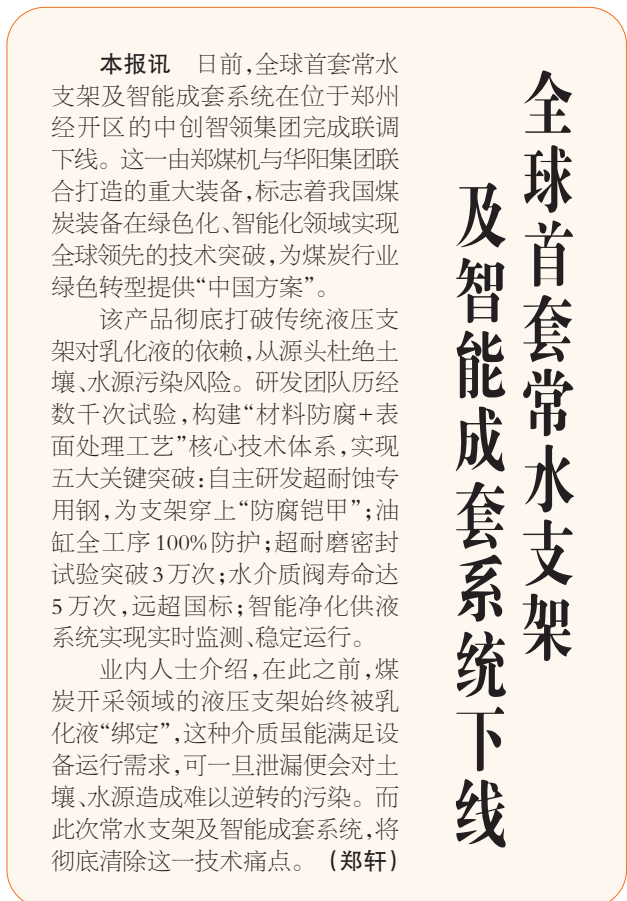 全球首套常水支架
及智能成套系统下线
本报讯　日前,全球首套常水
支架及智能成套系统在位于郑州
经开区的中创智领集团完成联调
下线。这一由郑煤机与华阳集团联
合打造的重大装备,标志着我国煤
炭装备在绿色化、智能化领域实现
全球领先的技术突破,为煤炭行业
绿色转型提供“中国方案”。
该产品彻底打破传统液压支
架对乳化液的依赖,从源头杜绝土
壤、水源污染风险。研发团队历经
数千次试验,构建“材料防腐+表
面处理工艺”核心技术体系,实现
五大关键突破:自主研发超耐蚀专
用钢,为支架穿上“防腐铠甲”;油
缸全工序100%防护;超耐磨密封
试验突破3万次;水介质阀寿命达
5万次,远超国标;智能净化供液
系统实现实时监测、稳定运行。
业内人士介绍,在此之前,煤
炭开采领域的液压支架始终被乳
化液“绑定”,这种介质虽能满足设
备运行需求,可一旦泄漏便会对土
壤、水源造成难以逆转的污染。而
此次常水支架及智能成套系统,将
彻底清除这一技术痛点。(郑轩)